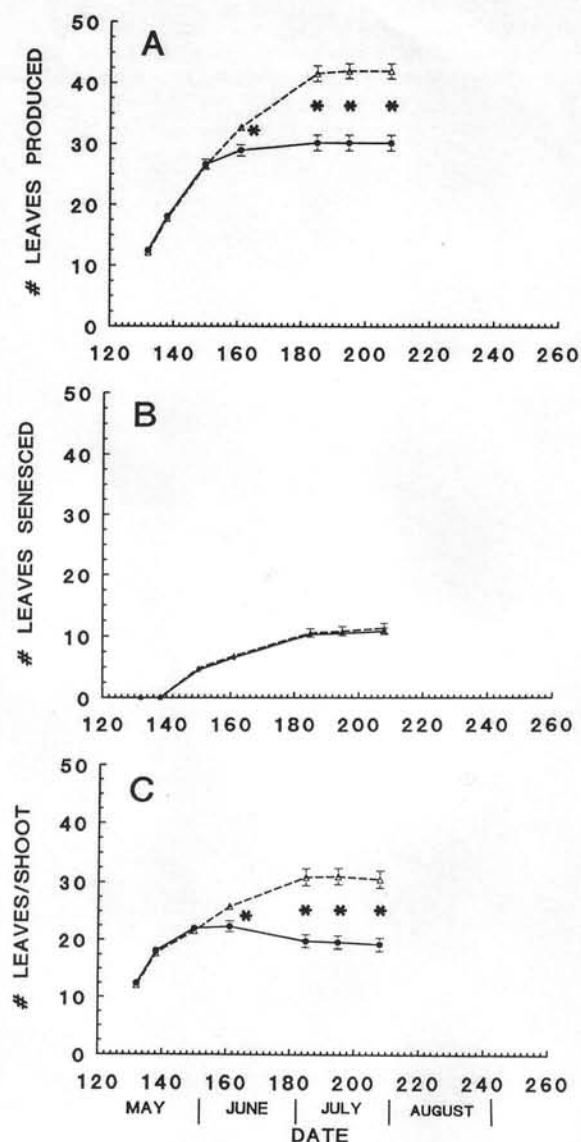 A
# LEAVES PRODUCED
50
40
30
20
10
0
* * * *
120 140 160 180 200 220 240 260
B
# LEAVES SENESCED
50
40
30
20
10
0
120 140 160 180 200 220 240 260
C
# LEAVES/SHOOT
50
40
30
20
10
0
* * * *
120 140 160 180 200 220 240 260
MAY | JUNE | JULY | AUGUST |
DATE